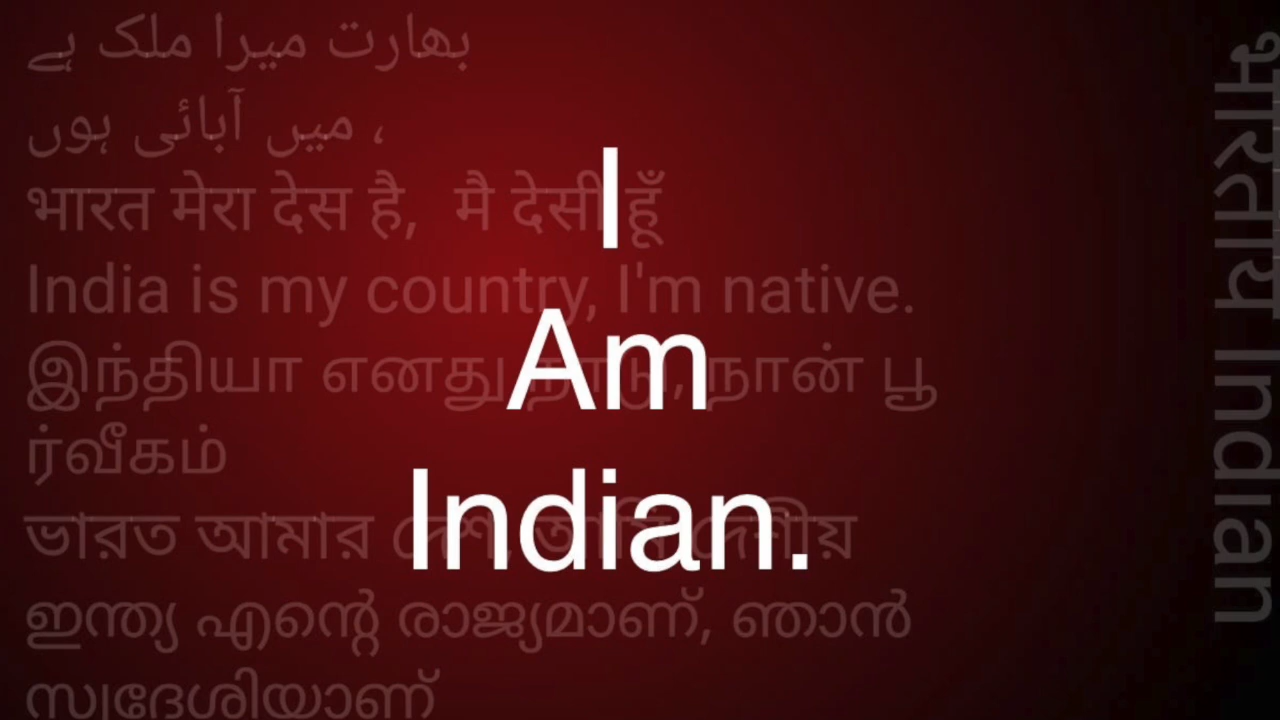 بھارت میرا ملک ہے
، میں آبائی ہوں
भारत मेरा देस है, मै देसी हूँ
India is my country, I'm native.
இந்தியா எனது நாடு, நான் பூ
ர்வீகம்
ভারত আমার দেশ, আমি দেশীয়
ഇന്ത്യ എന്റെ രാജ്യമാണ്, ഞാൻ
സ്വദേശിയാണ്
I
Am
Indian.
भारतीय Indian